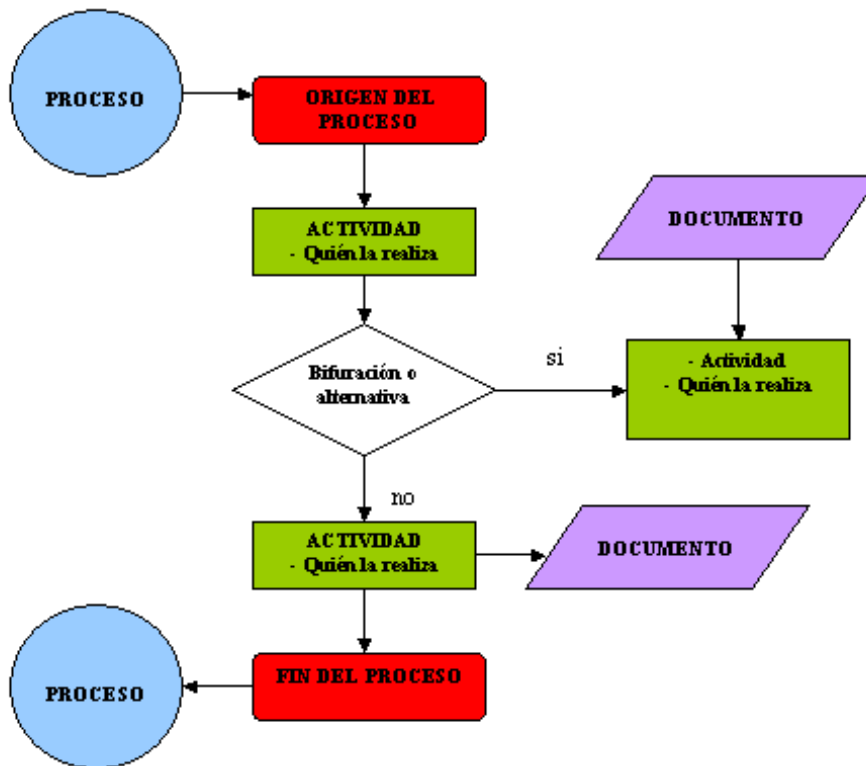 PROCESO
ORIGEN DEL
PROCESO
ACTIVIDAD
- Quién la realiza
DOCUMENTO
Bifuración o
alternativa
si
- Actividad
- Quién la realiza
no
ACTIVIDAD
- Quién la realiza
DOCUMENTO
FIN DEL PROCESO
PROCESO